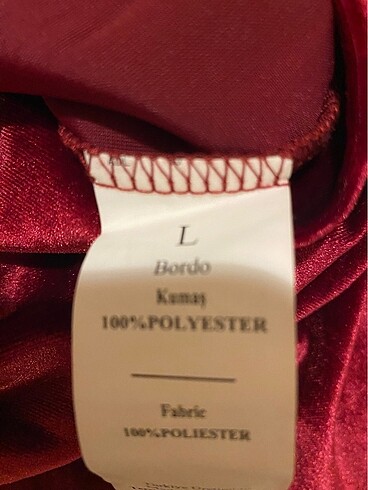 L
Bordo
Kumaş
100%POLYESTER
Fabric
100%POLIESTER